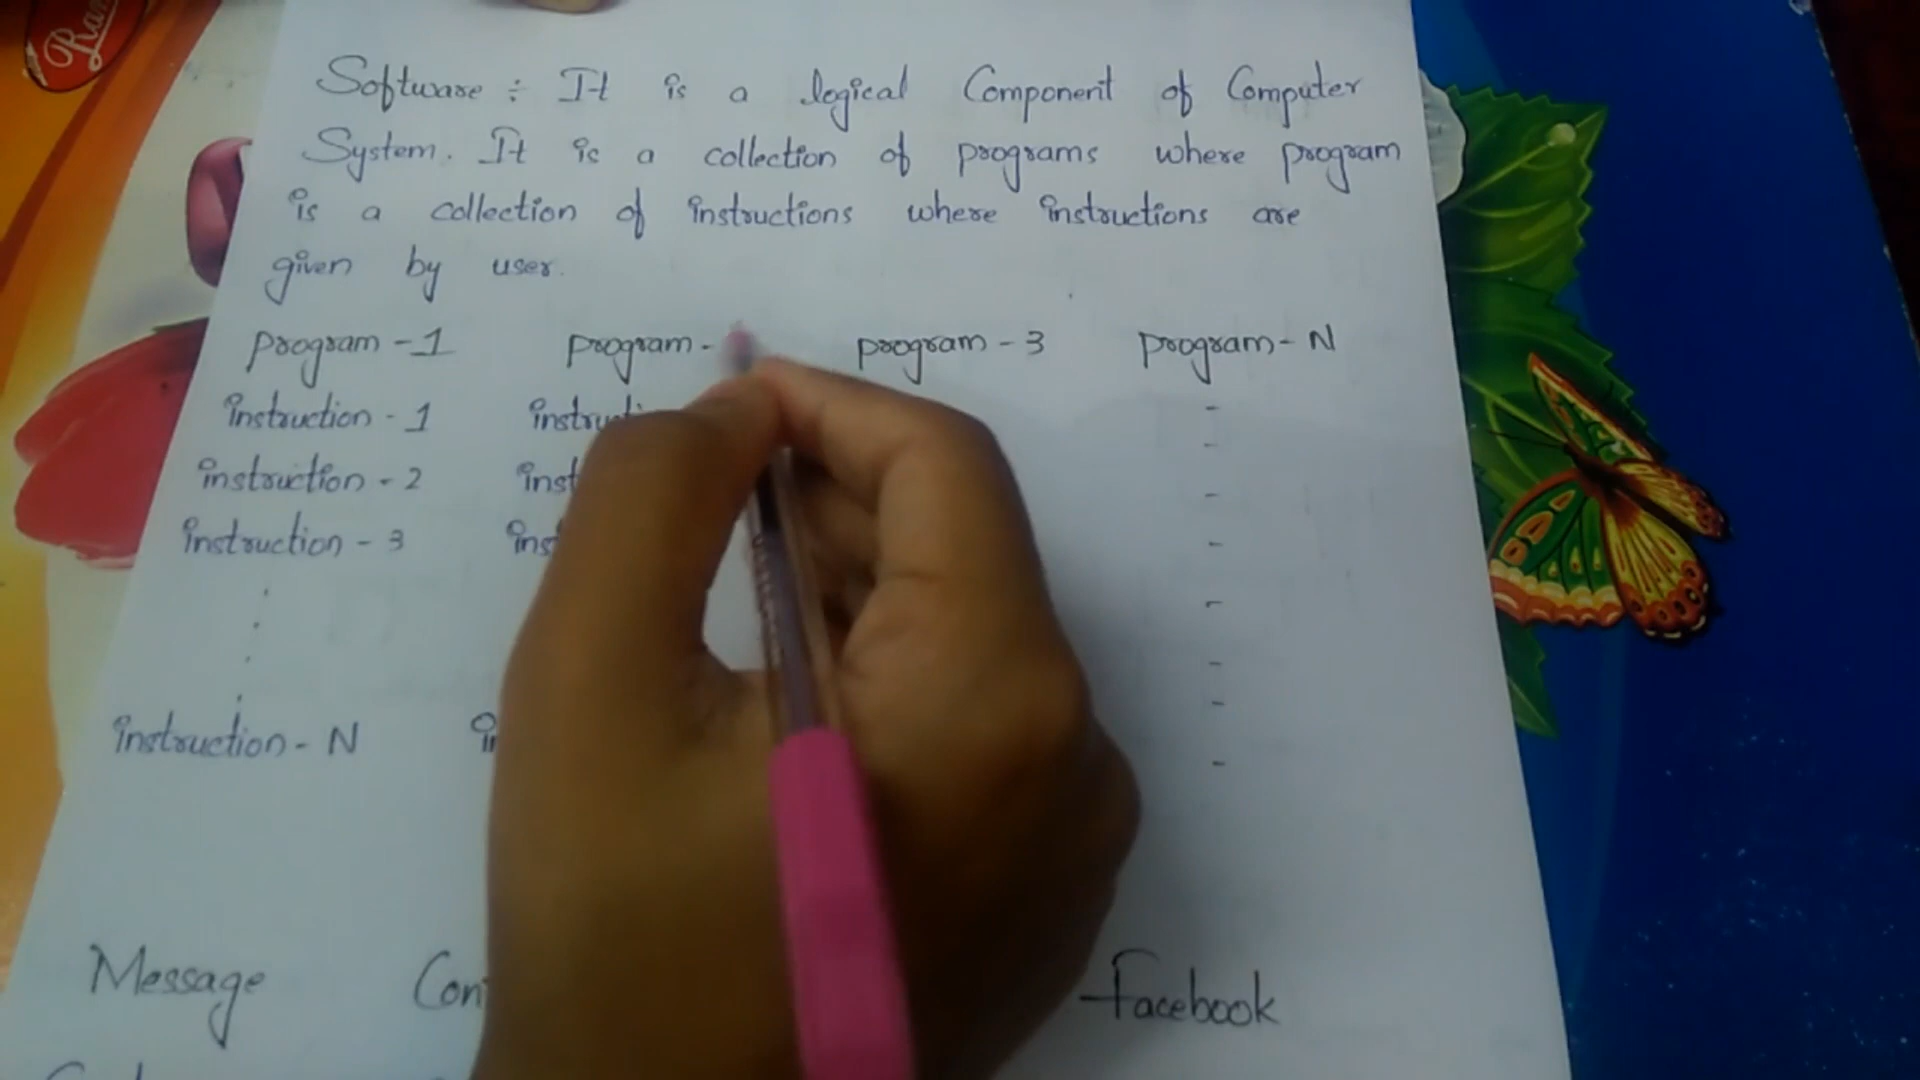 Software : It is a logical Component of Computer
System. It is a collection of programs where program
is a collection of instructions where instructions are
given by user.
program - 1 program - program - 3 program - N
instruction - 1
instruction - 2
instruction - 3
instruction - N
Message Facebook